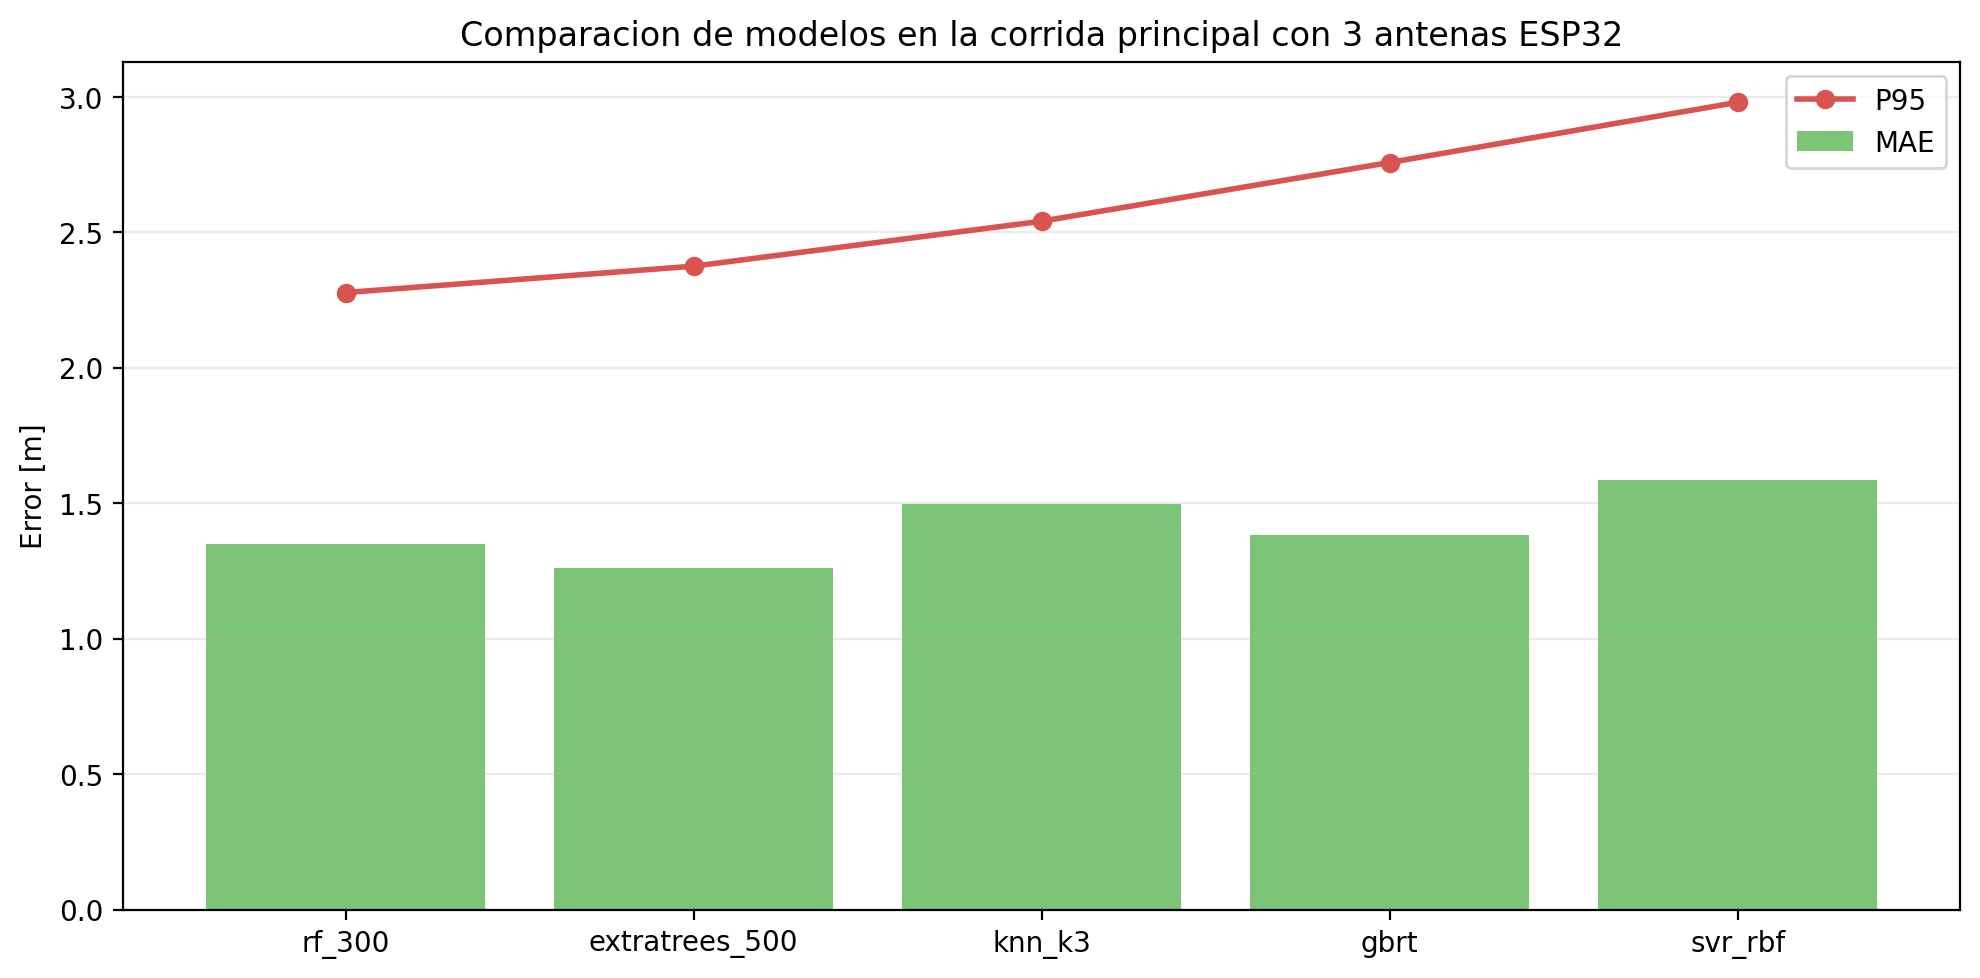 Comparacion de modelos en la corrida principal con 3 antenas ESP32
P95
MAE
Error [m]
3.0
2.5
2.0
1.5
1.0
0.5
0.0
rf_300
extratrees_500
knn_k3
gbrt
svr_rbf